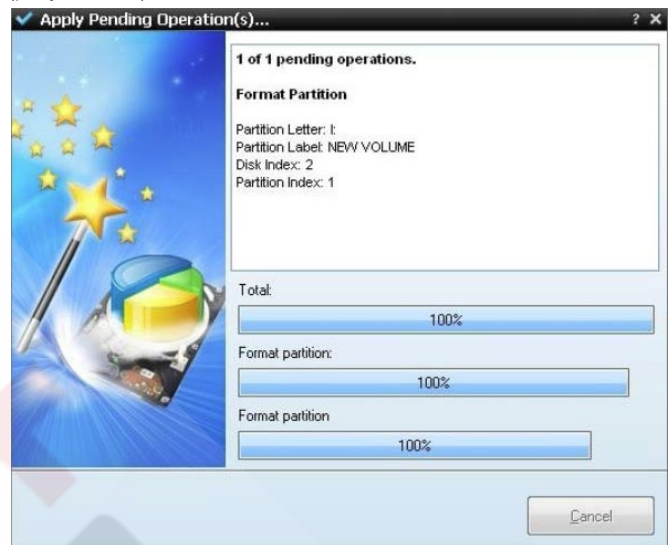 Apply Pending Operation(s)...
1 of 1 pending operations.
Format Partition
Partition Letter: I:
Partition Label: NEW VOLUME
Disk Index: 2
Partition Index: 1
Total:
100%
Format partition:
100%
Format partition
100%
Cancel